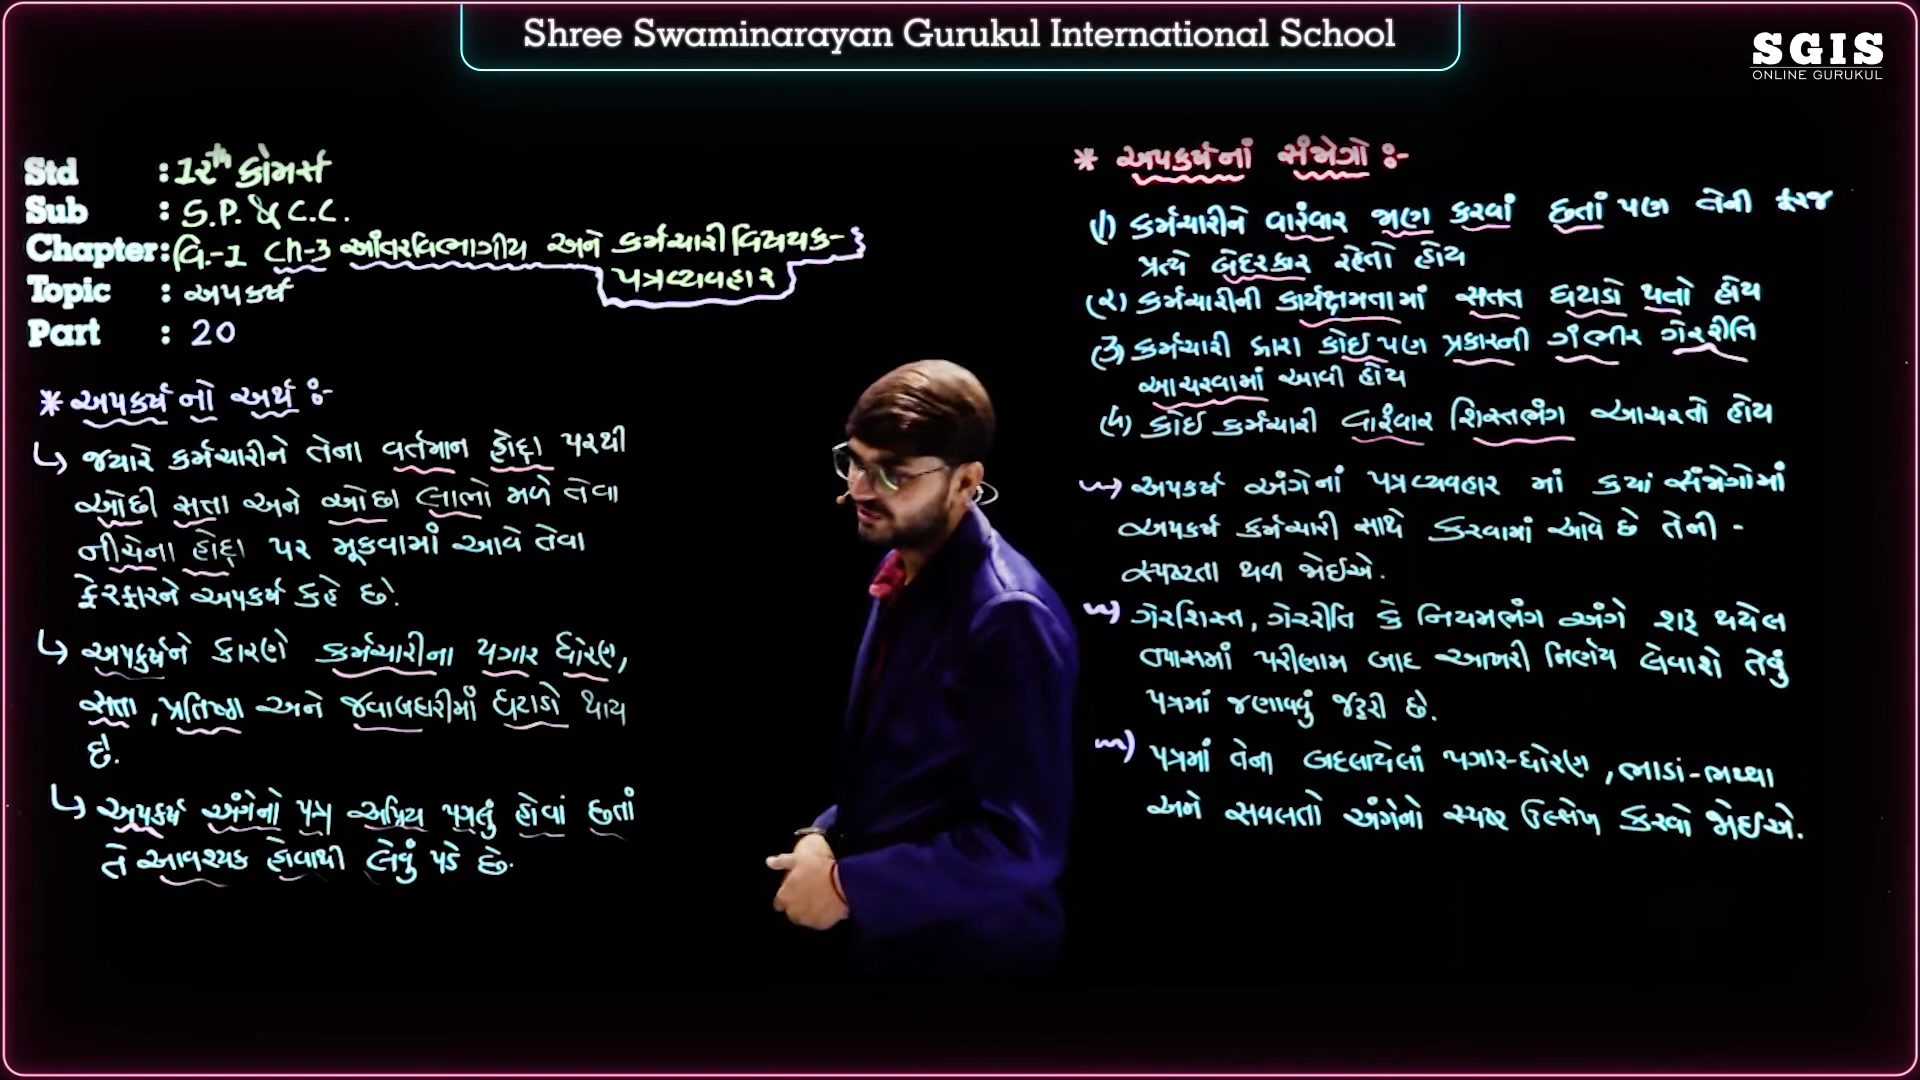 Shree Swaminarayan Gurukul International School
SGIS
ONLINE GURUKUL
Std : 12th કોમર્સ
Sub : S.P. & C.C.
Chapter: વિ.-1 Ch-3 આંતરવિભાગીય અને કર્મચારી વિષયક-
પત્રવ્યવહાર
Topic : અપકર્ષ
Part : 20
* અપકર્ષ નો અર્થ :-
↳ જ્યારે કર્મચારીને તેના વર્તમાન હોદ્દા પરથી
ઓછી સત્તા અને ઓછા લાભો મળે તેવા
નીચેના હોદ્દા પર મૂકવામાં આવે તેવા
ફેરફારને અપકર્ષ કહે છે.
↳ અપકર્ષને કારણે કર્મચારીના પગાર ધોરણ,
સત્તા, પ્રતિષ્ઠા અને જવાબદારીમાં ઘટાડો થાય
છે.
↳ અપકર્ષ અંગેનો પત્ર અપ્રિય પગલું હોવાં છતાં
તે આવશ્યક હોવાથી લેવું પડે છે.
* અપકર્ષનાં સંજોગો :-
(1) કર્મચારીને વારંવાર જાણ કરવાં છતાં પણ તેની ફરજ
પ્રત્યે બેદરકાર રહેતો હોય
(૨) કર્મચારીની કાર્યક્ષમતામાં સતત ઘટાડો થતો હોય
(૩) કર્મચારી દ્વારા કોઈ પણ પ્રકારની ગંભીર ગેરરીતિ
આચરવામાં આવી હોય
(૪) કોઈ કર્મચારી વારંવાર શિસ્તભંગ આચરતો હોય
→ અપકર્ષ અંગેનાં પત્રવ્યવહાર માં કયાં સંજોગોમાં
અપકર્ષ કર્મચારી સાથે કરવામાં આવે છે તેની -
સ્પષ્ટતા થવી જોઈએ.
→ ગેરશિસ્ત, ગેરરીતિ કે નિયમભંગ અંગે શરૂ થયેલ
તપાસમાં પરીણામ બાદ આખરી નિર્ણય લેવાશે તેવું
પત્રમાં જણાવવું જરૂરી છે.
→ પત્રમાં તેના બદલાયેલાં પગાર-ધોરણ, ભાડાં-ભથ્થા
અને સવલતો અંગેનો સ્પષ્ટ ઉલ્લેખ કરવો જોઈએ.